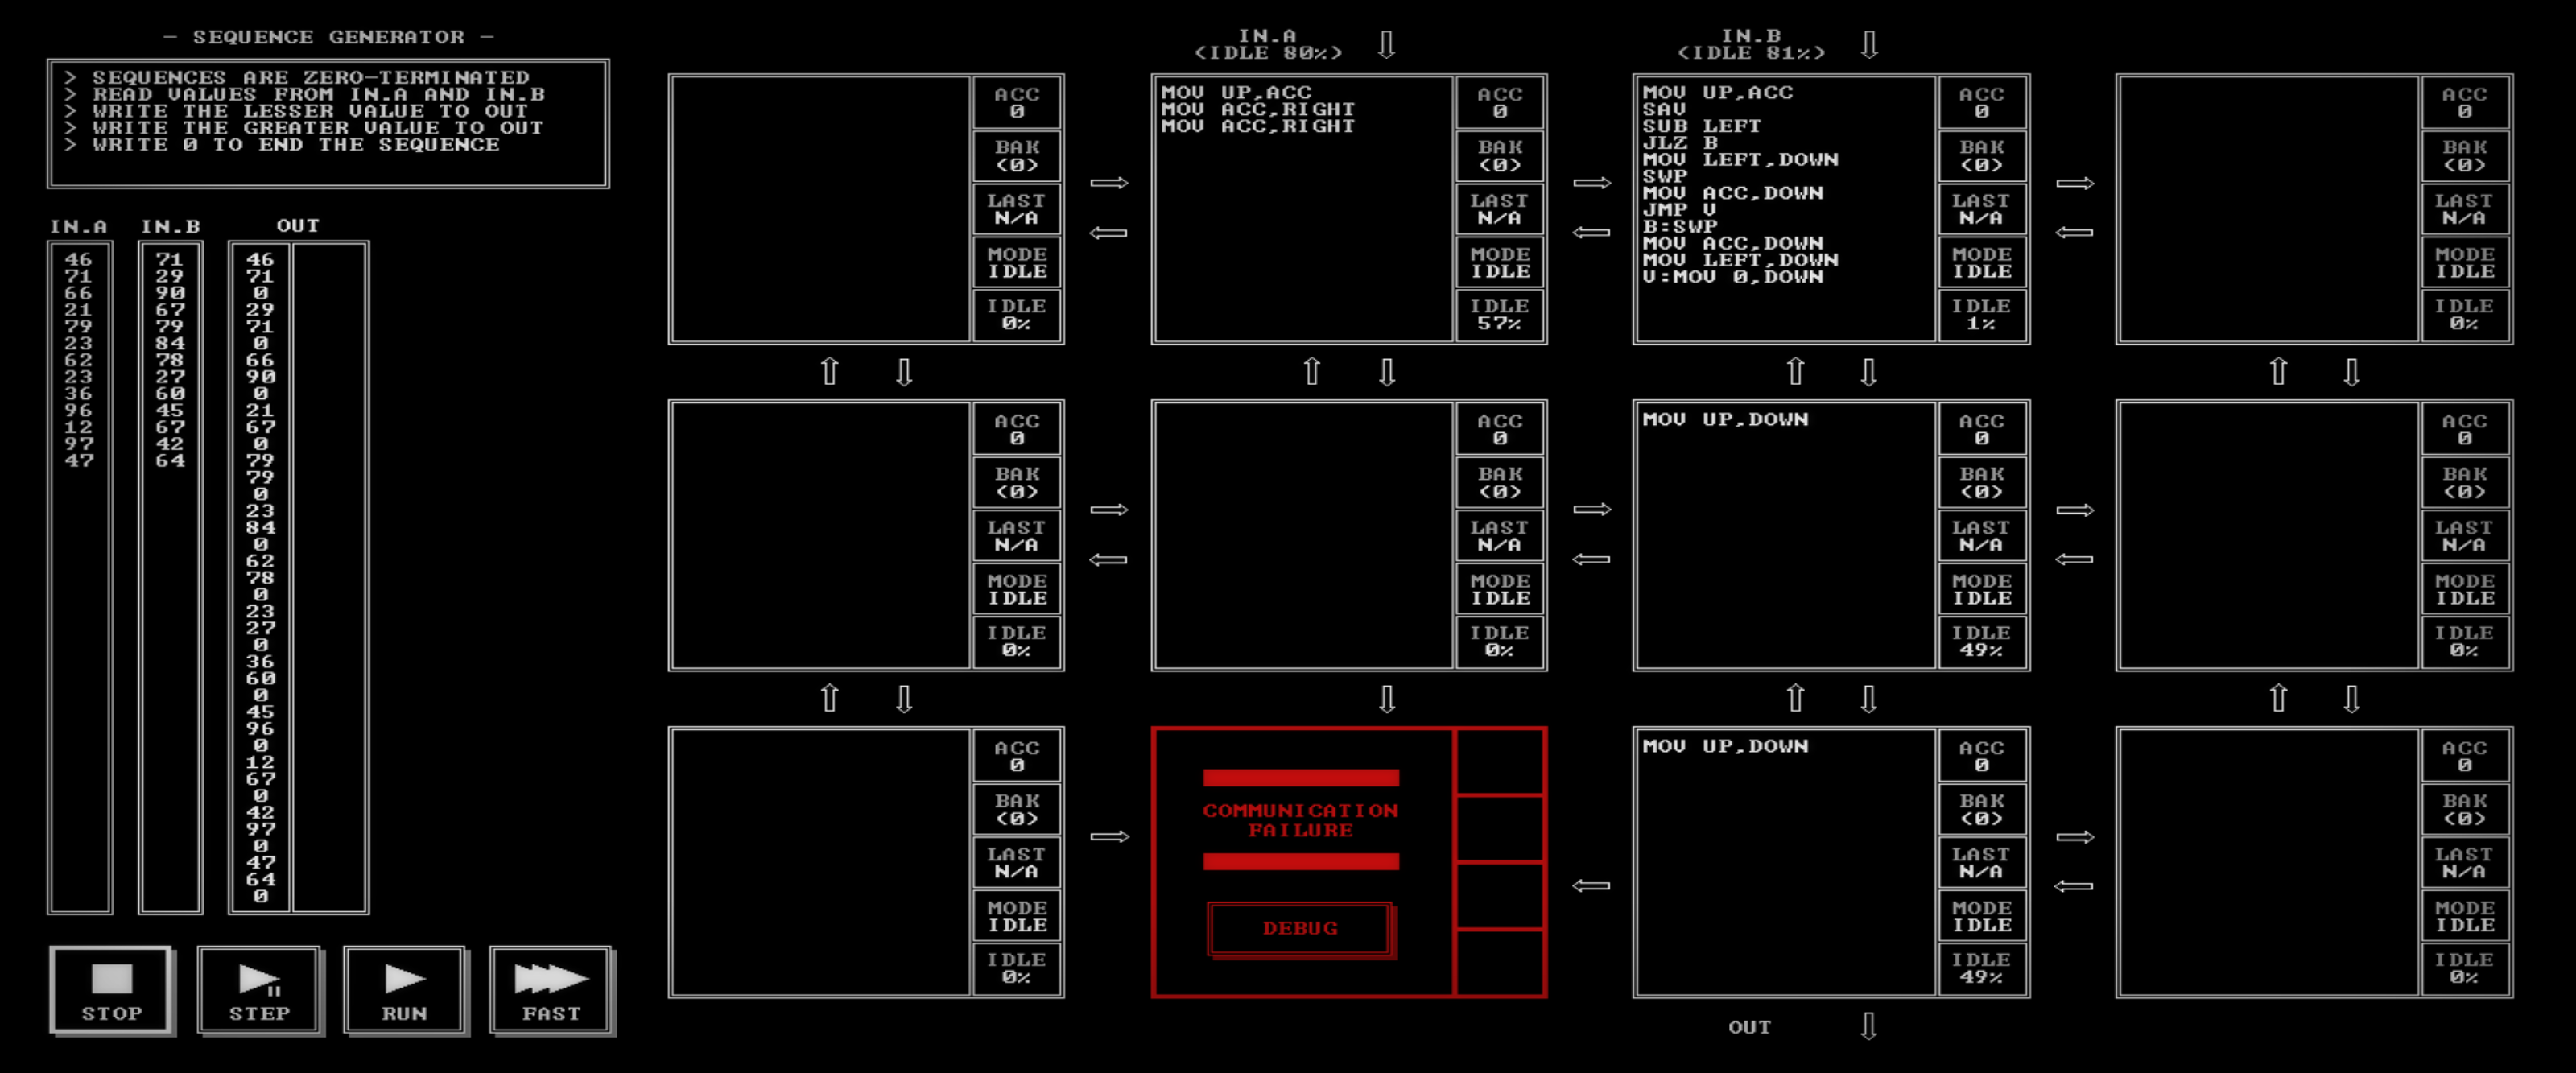 - SEQUENCE GENERATOR -
> SEQUENCES ARE ZERO-TERMINATED
> READ VALUES FROM IN.A AND IN.B
> WRITE THE LESSER VALUE TO OUT
> WRITE THE GREATER VALUE TO OUT
> WRITE 0 TO END THE SEQUENCE
IN.A IN.B OUT
46 71 46
71 29 71
66 90 0
21 67 29
79 79 71
23 84 0
62 78 66
23 27 90
36 60 0
96 45 21
12 67 67
97 42 0
47 64 79
79
0
23
84
0
62
78
0
23
27
0
36
60
0
45
96
0
12
67
0
42
97
0
47
64
0
STOP
STEP
RUN
FAST
IN.A
(IDLE 80%)
IN.B
(IDLE 81%)
ACC
0
BAK
(0)
LAST
N/A
MODE
IDLE
IDLE
0%
MOV UP,ACC
MOV ACC,RIGHT
MOV ACC,RIGHT
ACC
0
BAK
(0)
LAST
N/A
MODE
IDLE
IDLE
57%
MOV UP,ACC
SAV
SUB LEFT
JLZ B
MOV LEFT,DOWN
SWP
MOV ACC,DOWN
JMP V
B:SWP
MOV ACC,DOWN
MOV LEFT,DOWN
V:MOV 0,DOWN
ACC
0
BAK
(0)
LAST
N/A
MODE
IDLE
IDLE
1%
ACC
0
BAK
(0)
LAST
N/A
MODE
IDLE
IDLE
0%
ACC
0
BAK
(0)
LAST
N/A
MODE
IDLE
IDLE
0%
ACC
0
BAK
(0)
LAST
N/A
MODE
IDLE
IDLE
0%
MOV UP,DOWN
ACC
0
BAK
(0)
LAST
N/A
MODE
IDLE
IDLE
49%
ACC
0
BAK
(0)
LAST
N/A
MODE
IDLE
IDLE
0%
ACC
0
BAK
(0)
LAST
N/A
MODE
IDLE
IDLE
0%
COMMUNICATION
FAILURE
DEBUG
MOV UP,DOWN
ACC
0
BAK
(0)
LAST
N/A
MODE
IDLE
IDLE
49%
ACC
0
BAK
(0)
LAST
N/A
MODE
IDLE
IDLE
0%
OUT